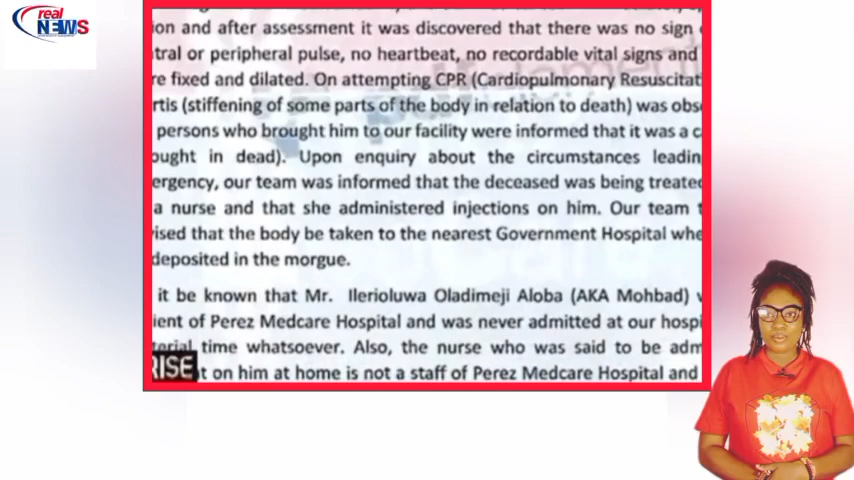 real
NEWS
ion and after assessment it was discovered that there was no sign
tral or peripheral pulse, no heartbeat, no recordable vital signs and
re fixed and dilated. On attempting CPR (Cardiopulmonary Resuscitat
rtis (stiffening of some parts of the body in relation to death) was obs
persons who brought him to our facility were informed that it was a c
ought in dead). Upon enquiry about the circumstances leadin
ergency, our team was informed that the deceased was being treate
a nurse and that she administered injections on him. Our team
ised that the body be taken to the nearest Government Hospital whe
deposited in the morgue.
it be known that Mr. Ilerioluwa Oladimeji Aloba (AKA Mohbad)
ient of Perez Medcare Hospital and was never admitted at our hospi
terial time whatsoever. Also, the nurse who was said to be adm
RISE
t on him at home is not a staff of Perez Medcare Hospital and